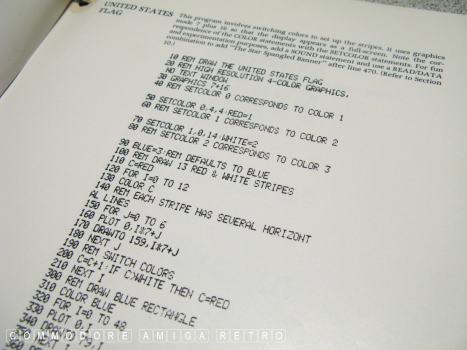 UNITED STATES FLAG
This program involves switching colors to set up the stripes. It uses graphics
mode 7 plus 16 so that the display appears as a full screen. Note the cor-
respondence of the COLOR statements with the SETCOLOR statements. For fun
and experimentation purposes, add a SOUND statement and use a READ/DATA
combination to add "The Star Spangled Banner" after line 470. (Refer to Section
10.)
10 REM DRAW THE UNITED STATES FLAG
20 REM HIGH RESOLUTION 4-COLOR GRAPHICS,
NO TEXT WINDOW
30 GRAPHICS 7+16
40 REM SETCOLOR 0 CORRESPONDS TO COLOR 1
50 SETCOLOR 0,4,4:RED=1
60 REM SETCOLOR 1 CORRESPONDS TO COLOR 2
70 SETCOLOR 1,0,14:WHITE=2
80 REM SETCOLOR 2 CORRESPONDS TO COLOR 3
90 BLUE=3:REM DEFAULTS TO BLUE
100 REM DRAW 13 RED & WHITE STRIPES
110 C=RED
120 FOR I=0 TO 12
130 COLOR C
140 REM EACH STRIPE HAS SEVERAL HORIZONT
AL LINES
150 FOR J=0 TO 6
160 PLOT 0,I*7+J
170 DRAWTO 159,I*7+J
180 NEXT J
190 REM SWITCH COLORS
200 C=C+1:IF C>WHITE THEN C=RED
210 NEXT I
300 REM DRAW BLUE RECTANGLE
310 COLOR BLUE
320 FOR I=0 TO 48
330 PLOT 0,I
340 DRAWTO 79,I
350 NEXT I
COMMODORE AMIGA RETRO